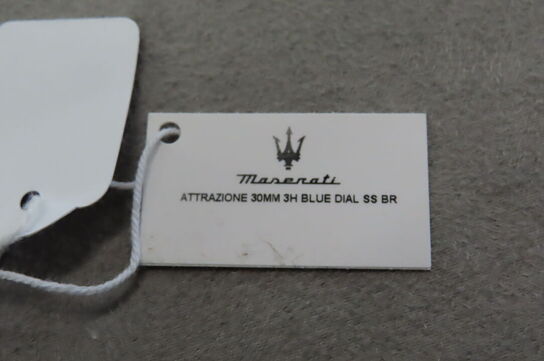 Maserati
ATTRAZIONE 30MM 3H BLUE DIAL SS BR